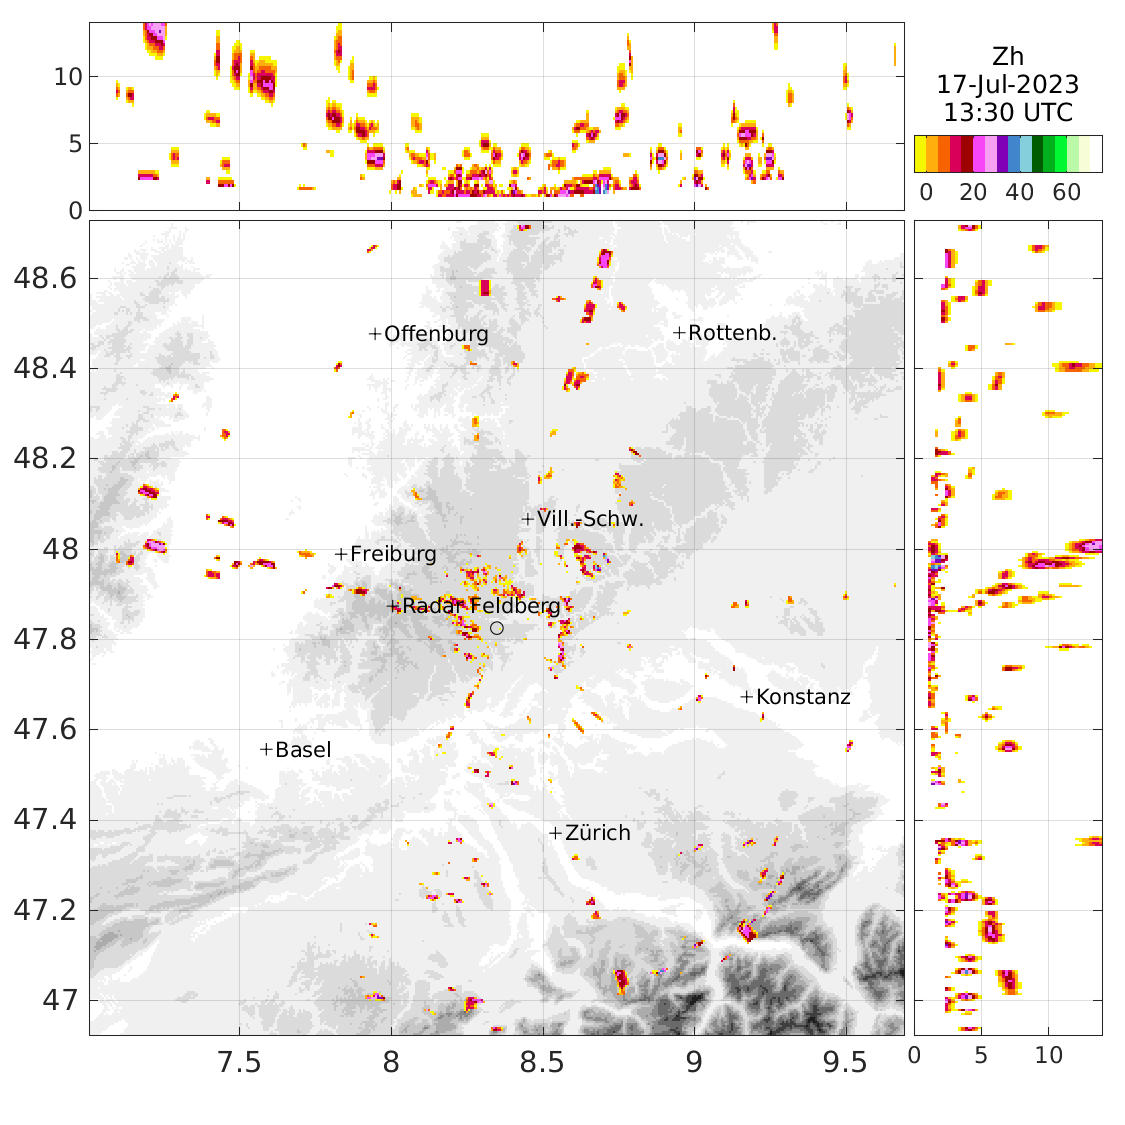 Zh
17-Jul-2023
13:30 UTC
0 20 40 60
10
5
0
48.6
48.4
48.2
48
47.8
47.6
47.4
47.2
47
+Offenburg
+Rottenb.
+Vill.-Schw.
+Freiburg
+Radar Feldberg
+Konstanz
+Basel
+Zürich
7.5 8 8.5 9 9.5
0 5 10